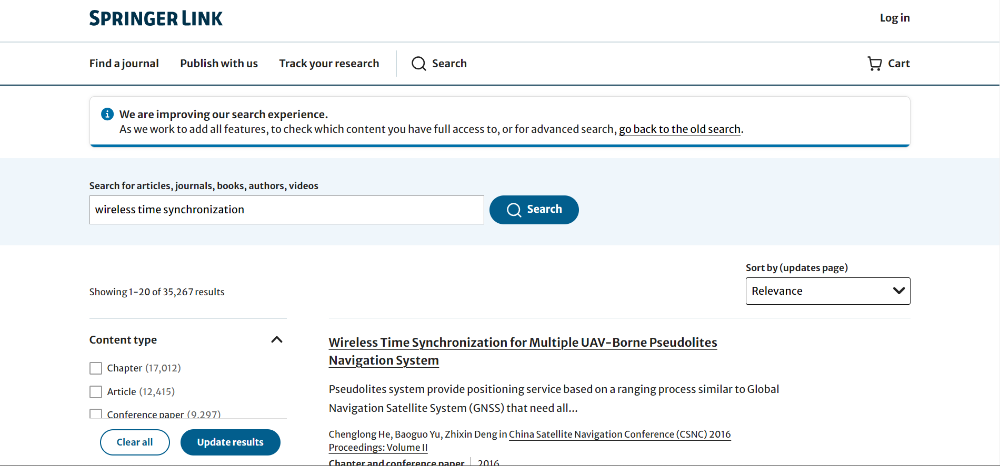 SPRINGER LINK
Log in
Find a journal
Publish with us
Track your research
Search
Cart
We are improving our search experience.
As we work to add all features, to check which content you have full access to, or for advanced search, go back to the old search.
Search for articles, journals, books, authors, videos
wireless time synchronization
Search
Sort by (updates page)
Relevance
Showing 1-20 of 35,267 results
Content type
Chapter (17,012)
Article (12,415)
Conference paper (9,297)
Clear all
Update results
Wireless Time Synchronization for Multiple UAV-Borne Pseudolites
Navigation System
Pseudolites system provide positioning service based on a ranging process similar to Global
Navigation Satellite System (GNSS) that need all...
Chenglong He, Baoguo Yu, Zhixin Deng in China Satellite Navigation Conference (CSNC) 2016
Proceedings: Volume II
Chapter and conference paper
2016